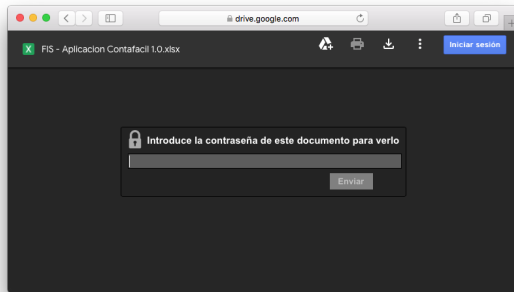 drive.google.com
X FIS - Aplicacion Contafacil 1.0.xlsx
Iniciar sesión
Introduce la contraseña de este documento para verlo
Enviar